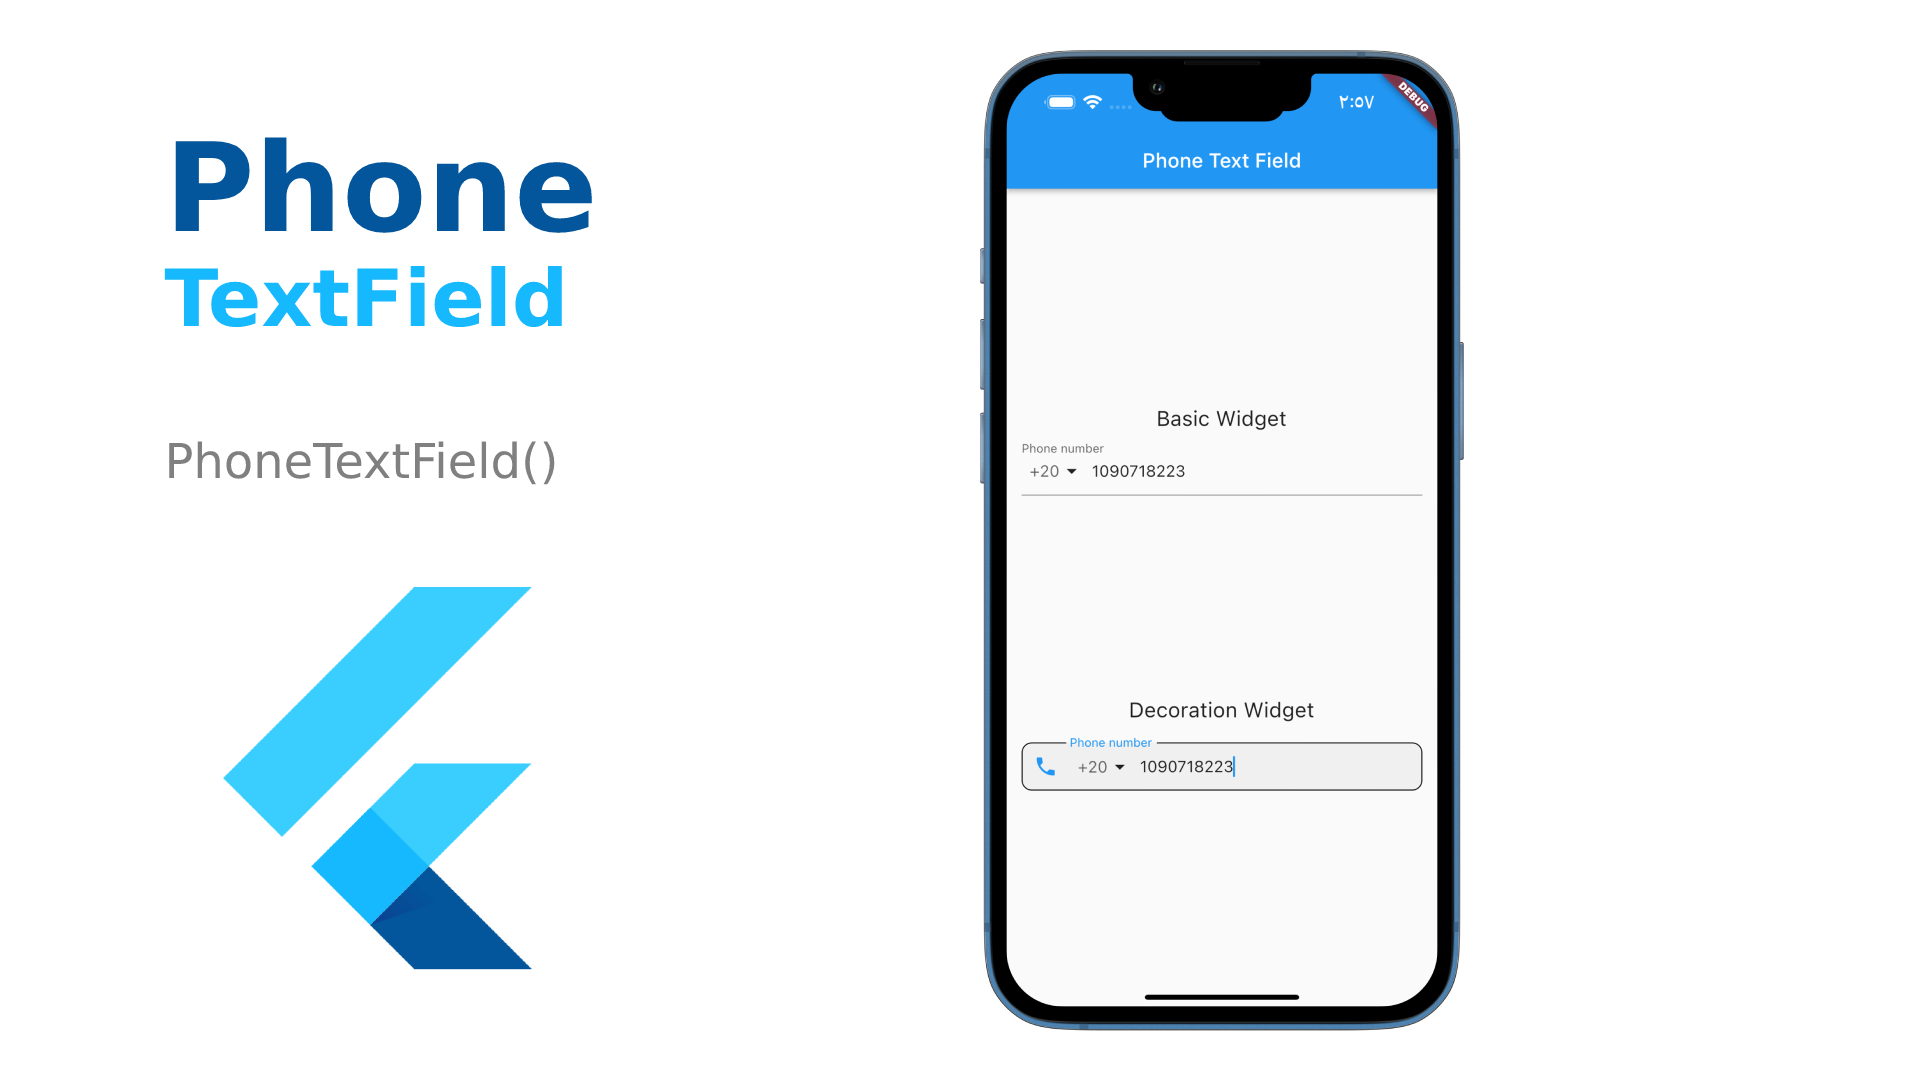 Phone
TextField
PhoneTextField()
٢:٥٧
DEBUG
Phone Text Field
Basic Widget
Phone number
+20 1090718223
Decoration Widget
Phone number
+20 1090718223